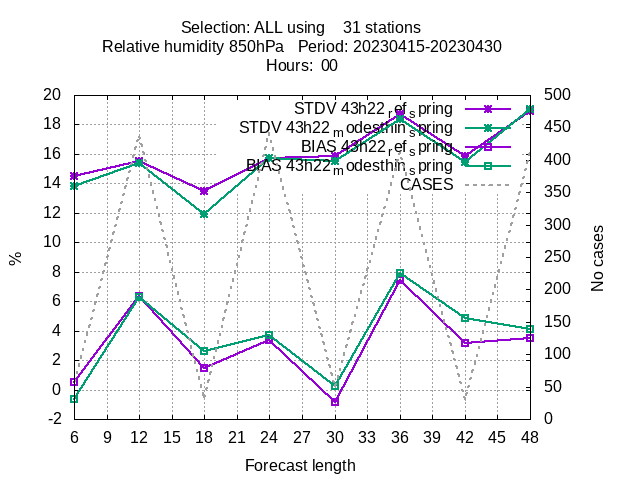 Selection: ALL using    31 stations
Relative humidity 850hPa   Period: 20230415-20230430
Hours:  00
STDV 43h22_ref_spring
STDV 43h22_modesthin_spring
BIAS 43h22_ref_spring
BIAS 43h22_modesthin_spring
CASES
20 18 16 14 12 10 8 6 4 2 0 -2
%
500 450 400 350 300 250 200 150 100 50 0
No cases
6 9 12 15 18 21 24 27 30 33 36 39 42 45 48
Forecast length